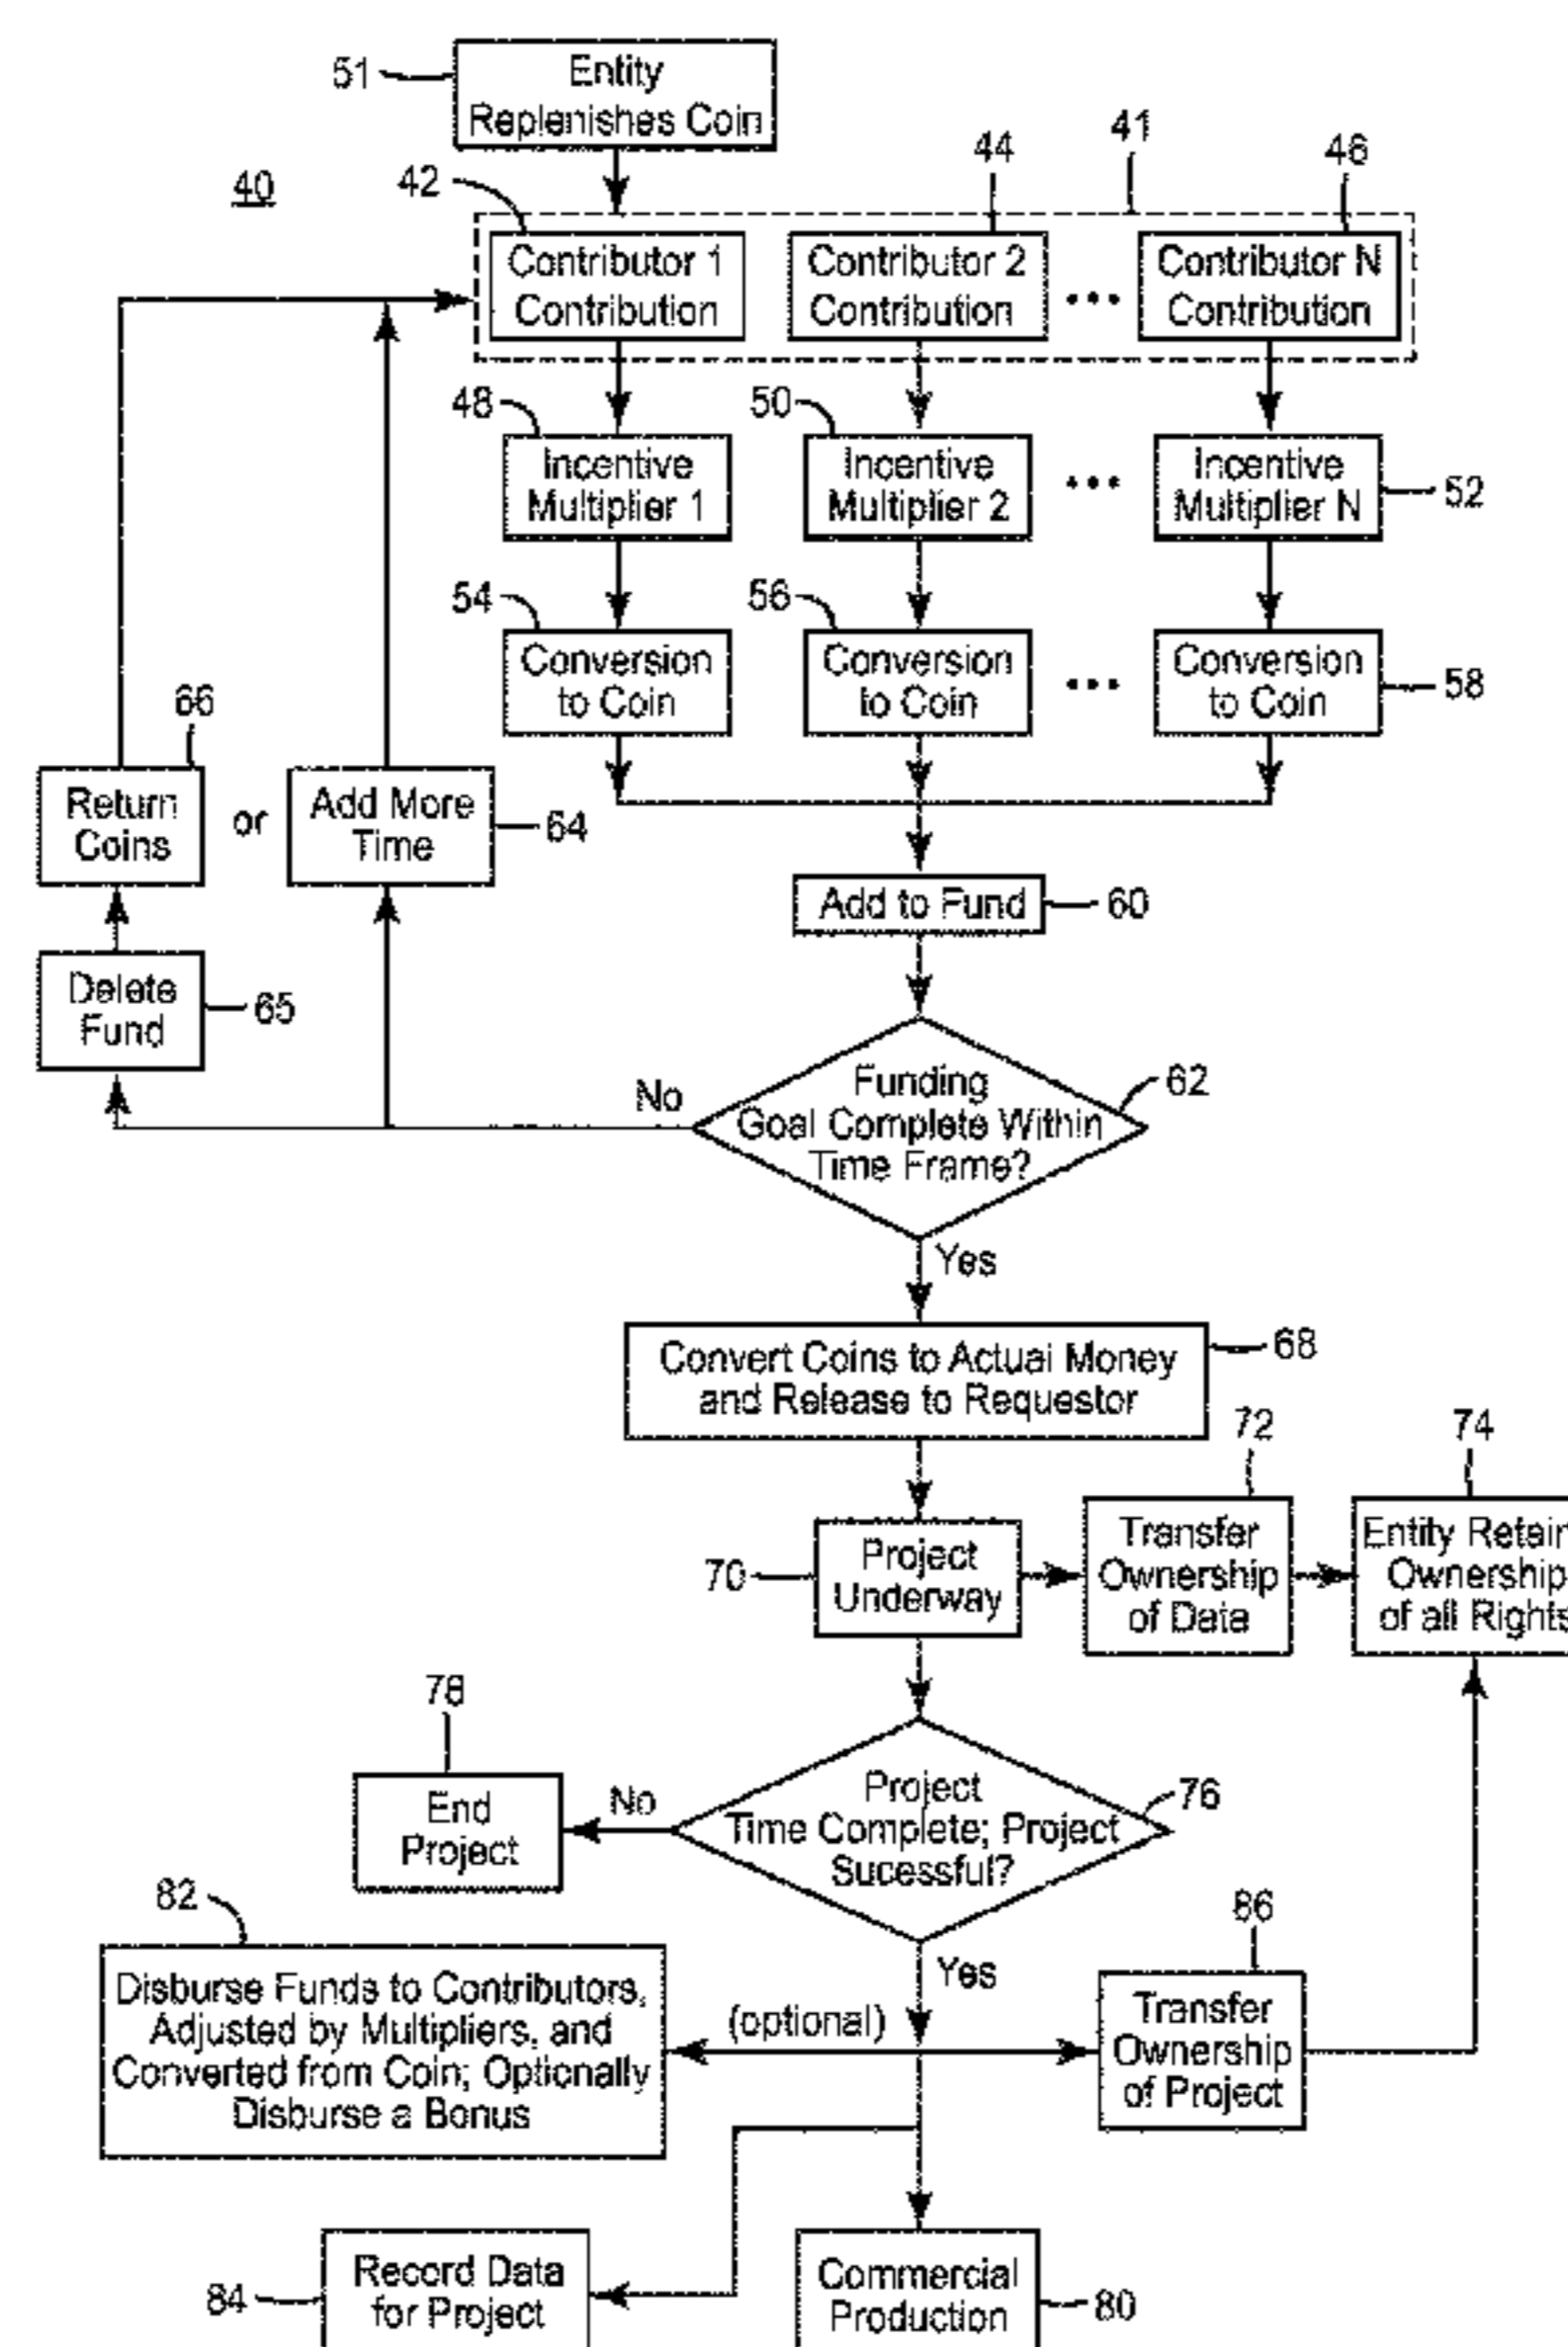 51
Entity
Replenishes Coin
40
42
44
41
46
Contributor 1
Contribution
Contributor 2
Contribution
•••
Contributor N
Contribution
48
Incentive
Multiplier 1
50
Incentive
Multiplier 2
•••
Incentive
Multiplier N
52
54
Conversion
to Coin
56
Conversion
to Coin
•••
Conversion
to Coin
58
66
Return
Coins
or
Add More
Time
64
Add to Fund
60
Delete
Fund
65
No
Funding
Goal Complete Within
Time Frame?
62
Yes
Convert Coins to Actual Money
and Release to Requestor
68
70
Project
Underway
72
Transfer
Ownership
of Data
74
Entity Retain
Ownership
of all Rights
78
End
Project
No
Project
Time Complete; Project
Sucessful?
76
Yes
82
Disburse Funds to Contributors,
Adjusted by Multipliers, and
Converted from Coin; Optionally
Disburse a Bonus
(optional)
86
Transfer
Ownership
of Project
84
Record Data
for Project
Commercial
Production
80